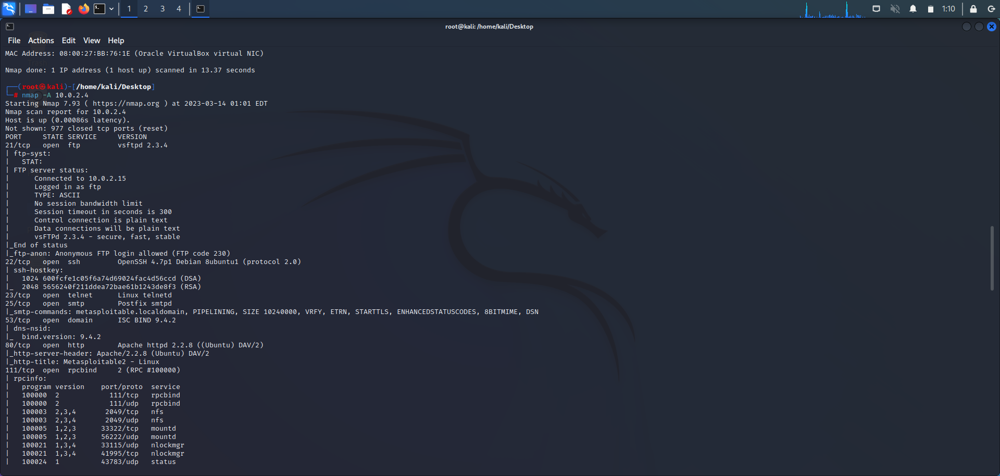 1 2 3 4 1:10
root@kali: /home/kali/Desktop
File Actions Edit View Help
MAC Address: 08:00:27:BB:76:1E (Oracle VirtualBox virtual NIC)
Nmap done: 1 IP address (1 host up) scanned in 13.37 seconds
┌──(root㉿kali)-[/home/kali/Desktop]
└─# nmap -A 10.0.2.4
Starting Nmap 7.93 ( https://nmap.org ) at 2023-03-14 01:01 EDT
Nmap scan report for 10.0.2.4
Host is up (0.00086s latency).
Not shown: 977 closed tcp ports (reset)
PORT     STATE SERVICE     VERSION
21/tcp   open  ftp         vsftpd 2.3.4
| ftp-syst:
|   STAT:
| FTP server status:
|      Connected to 10.0.2.15
|      Logged in as ftp
|      TYPE: ASCII
|      No session bandwidth limit
|      Session timeout in seconds is 300
|      Control connection is plain text
|      Data connections will be plain text
|      vsFTPd 2.3.4 - secure, fast, stable
|_End of status
|_ftp-anon: Anonymous FTP login allowed (FTP code 230)
22/tcp   open  ssh         OpenSSH 4.7p1 Debian 8ubuntu1 (protocol 2.0)
| ssh-hostkey:
|   1024 600fcfe1c05f6a74d69024fac4d56ccd (DSA)
|_  2048 5656240f211ddea72bae61b1243de8f3 (RSA)
23/tcp   open  telnet      Linux telnetd
25/tcp   open  smtp        Postfix smtpd
|_smtp-commands: metasploitable.localdomain, PIPELINING, SIZE 10240000, VRFY, ETRN, STARTTLS, ENHANCEDSTATUSCODES, 8BITMIME, DSN
53/tcp   open  domain      ISC BIND 9.4.2
| dns-nsid:
|_  bind.version: 9.4.2
80/tcp   open  http        Apache httpd 2.2.8 ((Ubuntu) DAV/2)
|_http-server-header: Apache/2.2.8 (Ubuntu) DAV/2
|_http-title: Metasploitable2 - Linux
111/tcp  open  rpcbind     2 (RPC #100000)
| rpcinfo:
|   program version    port/proto  service
|   100000  2            111/tcp   rpcbind
|   100000  2            111/udp   rpcbind
|   100003  2,3,4       2049/tcp   nfs
|   100003  2,3,4       2049/udp   nfs
|   100005  1,2,3      33322/tcp   mountd
|   100005  1,2,3      56222/udp   mountd
|   100021  1,3,4      33115/udp   nlockmgr
|   100021  1,3,4      41995/tcp   nlockmgr
|   100024  1          43783/udp   status